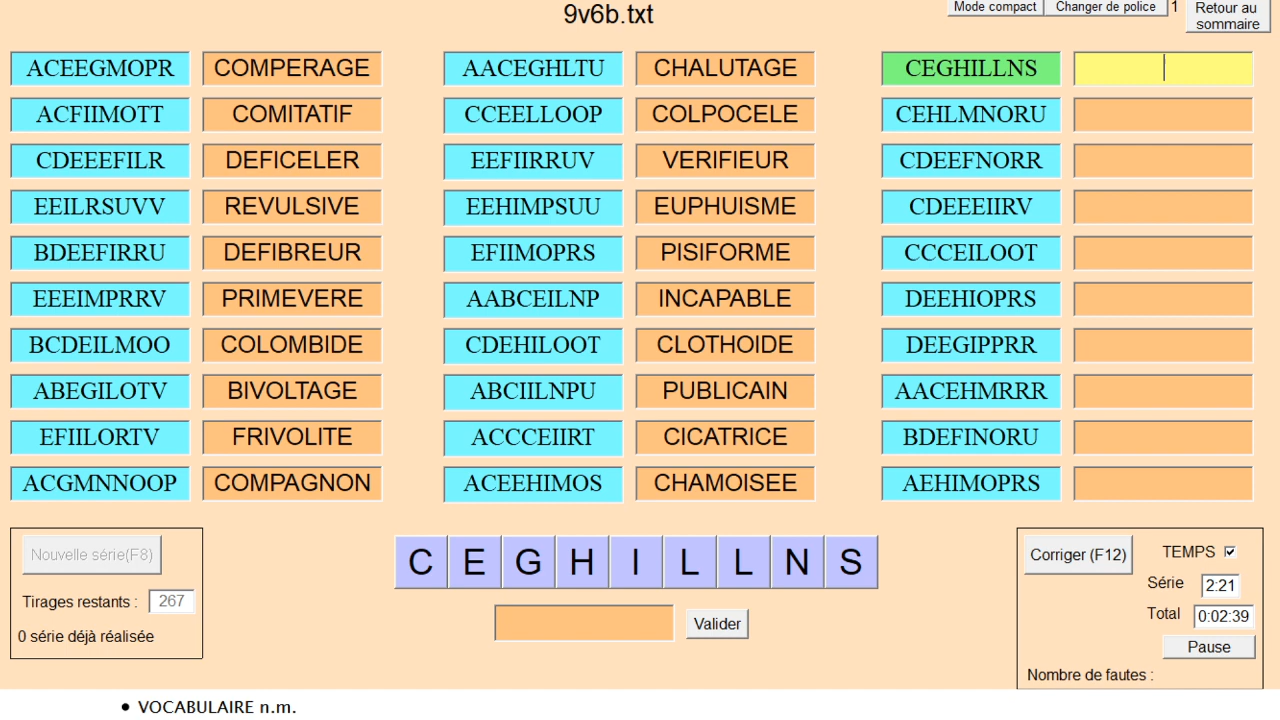 9v6b.txt
Mode compact Changer de police 1 Retour au sommaire
ACEEGMOPR COMPERAGE AACEGHLTU CHALUTAGE CEGHILLNS
ACFIIMOTT COMITATIF CCEELLOOP COLPOCELE CEHLMNORU
CDEEEFILR DEFICELER EEFIIRRUV VERIFIEUR CDEEFNORR
EEILRSUVV REVULSIVE EEHIMPSUU EUPHUISME CDEEEIIRV
BDEEFIRRU DEFIBREUR EFIIMOPRS PISIFORME CCCEILOOT
EEEIMPRRV PRIMEVERE AABCEILNP INCAPABLE DEEHIOPRS
BCDEILMOO COLOMBIDE CDEHILOOT CLOTHOIDE DEEGIPPRR
ABEGILOTV BIVOLTAGE ABCIILNPU PUBLICAIN AACEHMRRR
EFIILORTV FRIVOLITE ACCCEIIRT CICATRICE BDEFINORU
ACGMNNOOP COMPAGNON ACEEHIMOS CHAMOISEE AEHIMOPRS
Nouvelle série(F8)
Tirages restants : 267
0 série déjà réalisée
C E G H I L L N S
Valider
Corriger (F12) TEMPS
Série 2:21
Total 0:02:39
Pause
Nombre de fautes :
• VOCABULAIRE n.m.